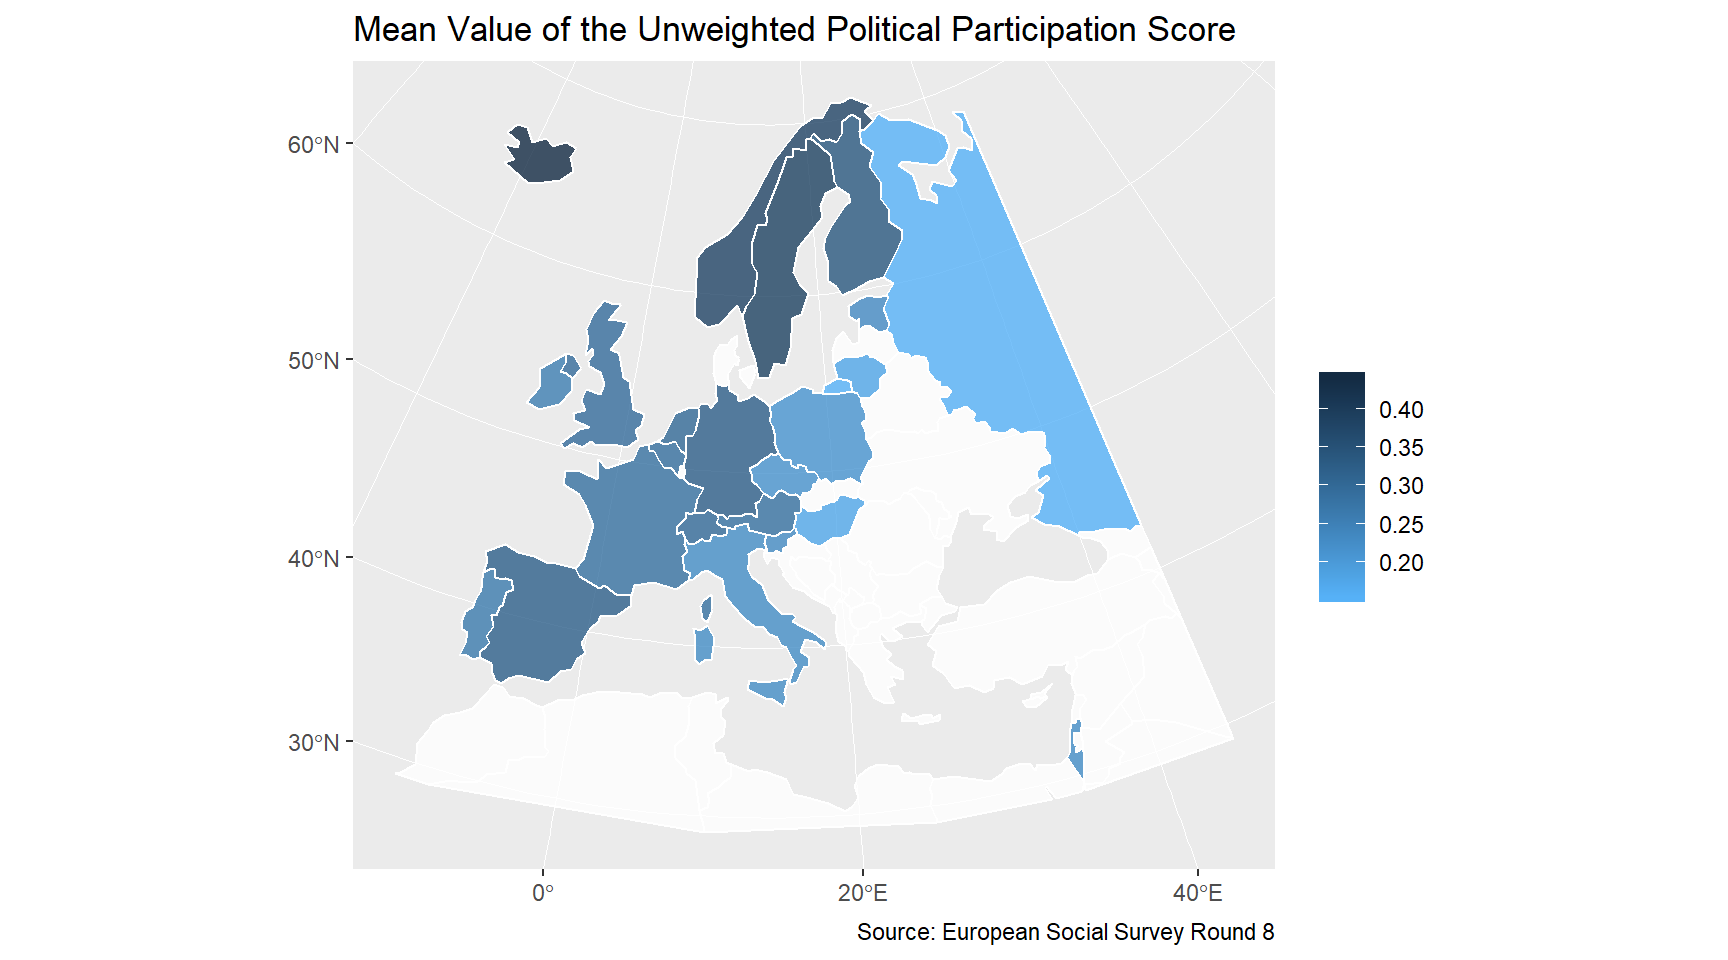 Mean Value of the Unweighted Political Participation Score
60°N
50°N
40°N
30°N
0°
20°E
40°E
0.40
0.35
0.30
0.25
0.20
Source: European Social Survey Round 8